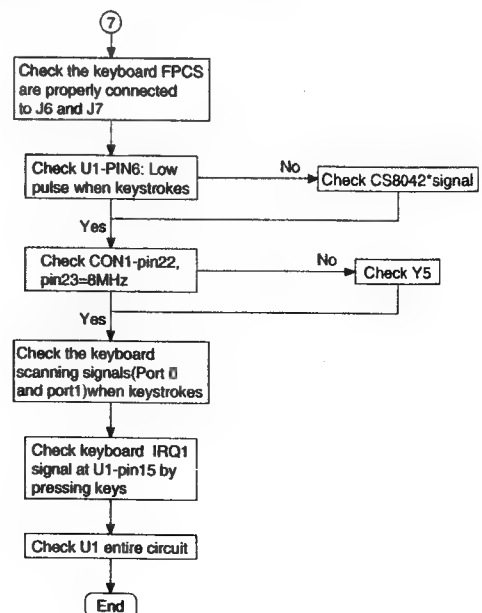 7
Check the keyboard FPCS
are properly connected
to J6 and J7
Check U1-PIN6: Low
pulse when keystrokes
No
Check CS8042*signal
Yes
Check CON1-pin22,
pin23=8MHz
No
Check Y5
Yes
Check the keyboard
scanning signals(Port 0
and port1)when keystrokes
Check keyboard IRQ1
signal at U1-pin15 by
pressing keys
Check U1 entire circuit
End